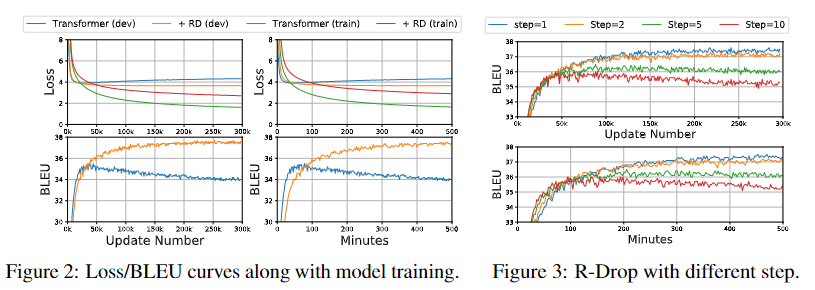 Transformer (dev) + RD (dev) Transformer (train) + RD (train)
8
6
4
2
0
Loss
0k 50k 100k 150k 200k 250k 300k
8
6
4
2
0
Loss
0 100 200 300 400 500
38
36
34
32
30
BLEU
0k 50k 100k 150k 200k 250k 300k
Update Number
38
36
34
32
30
BLEU
0 100 200 300 400 500
Minutes
Figure 2: Loss/BLEU curves along with model training.
step=1 Step=2 Step=5 Step=10
38
37
36
35
34
33
BLEU
0k 50k 100k 150k 200k 250k 300k
Update Number
38
37
36
35
34
33
BLEU
0 100 200 300 400 500
Minutes
Figure 3: R-Drop with different step.